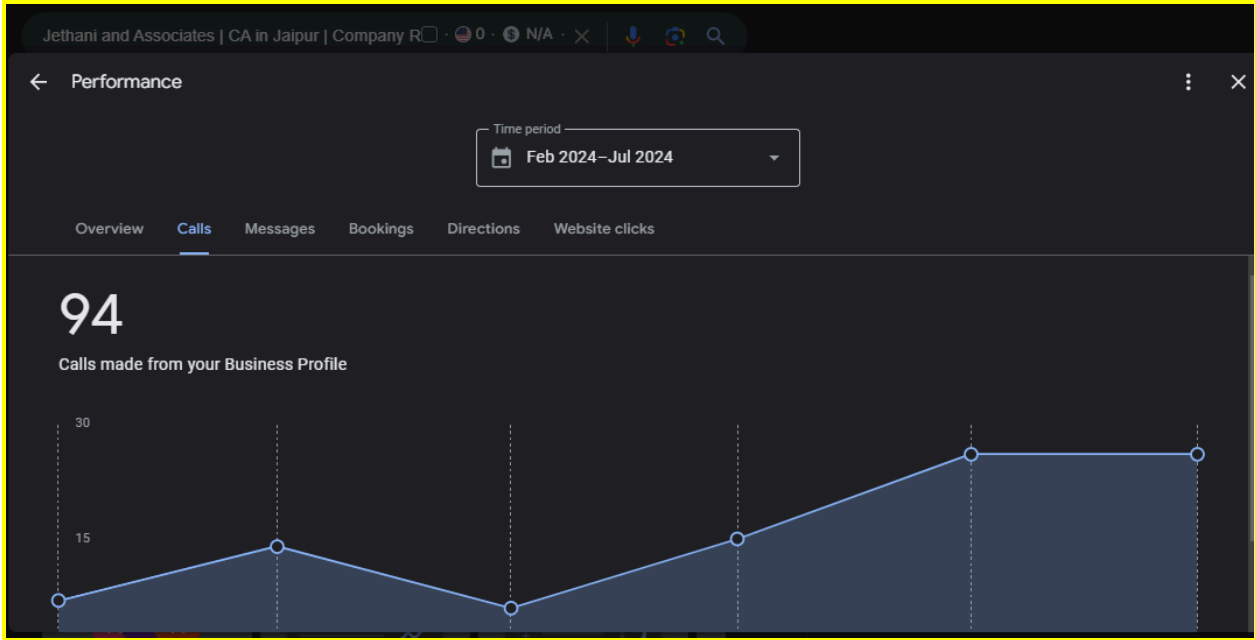 Jethani and Associates | CA in Jaipur | Company R · 0 · N/A ·
Performance
Time period
Feb 2024–Jul 2024
Overview Calls Messages Bookings Directions Website clicks
94
Calls made from your Business Profile
30
15